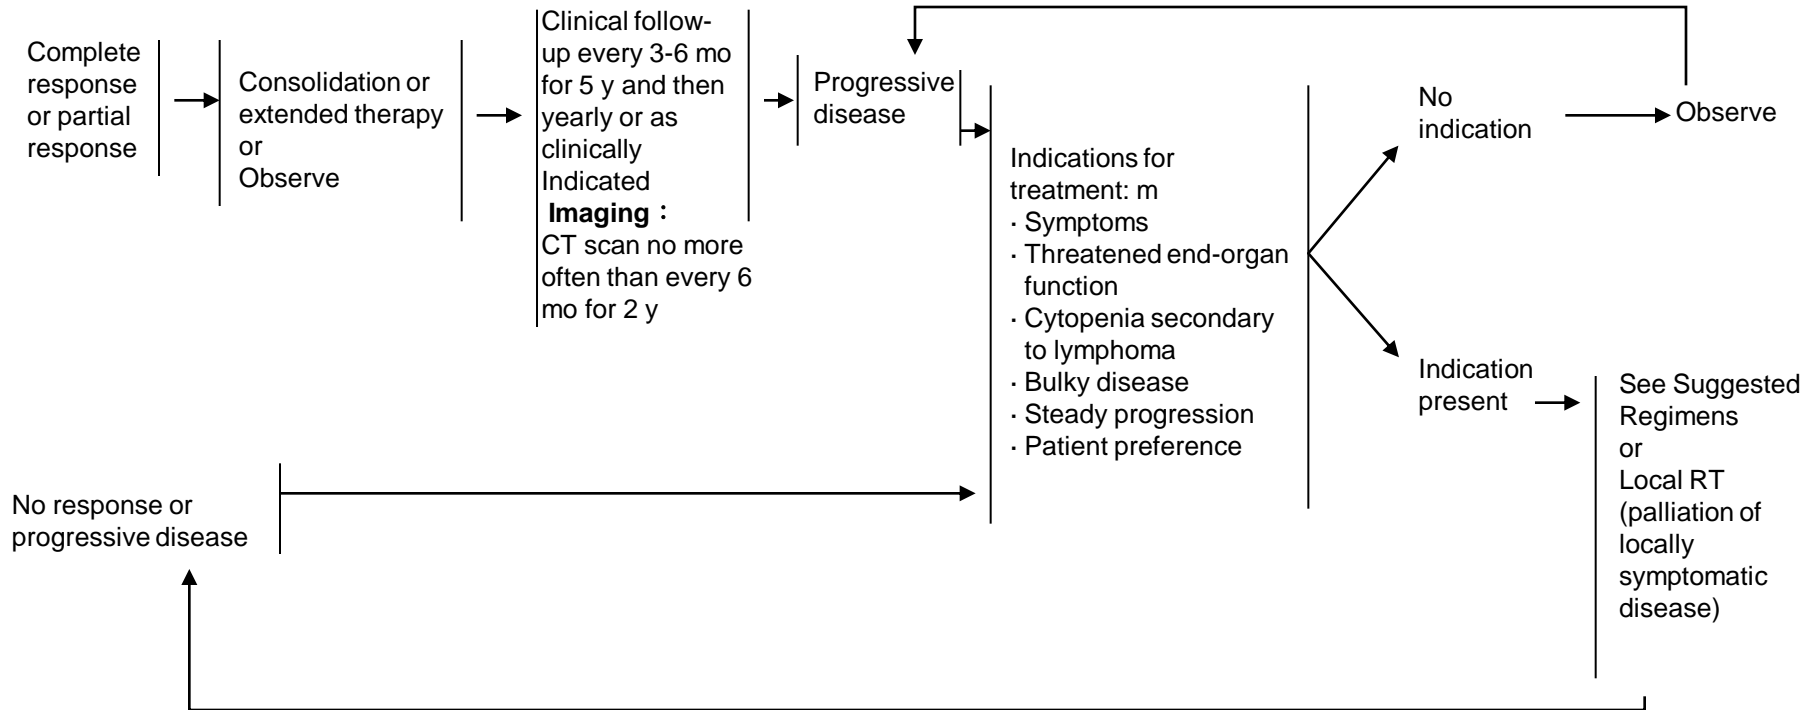 Complete
response
or partial
response
Consolidation or
extended therapy
or
Observe
Clinical follow-
up every 3-6 mo
for 5 y and then
yearly or as
clinically
Indicated
Imaging：
CT scan no more
often than every 6
mo for 2 y
Progressive
disease
Indications for
treatment: m
· Symptoms
· Threatened end-organ
function
· Cytopenia secondary
to lymphoma
· Bulky disease
· Steady progression
· Patient preference
No
indication
Observe
Indication
present
See Suggested
Regimens
or
Local RT
(palliation of
locally
symptomatic
disease)
No response or
progressive disease